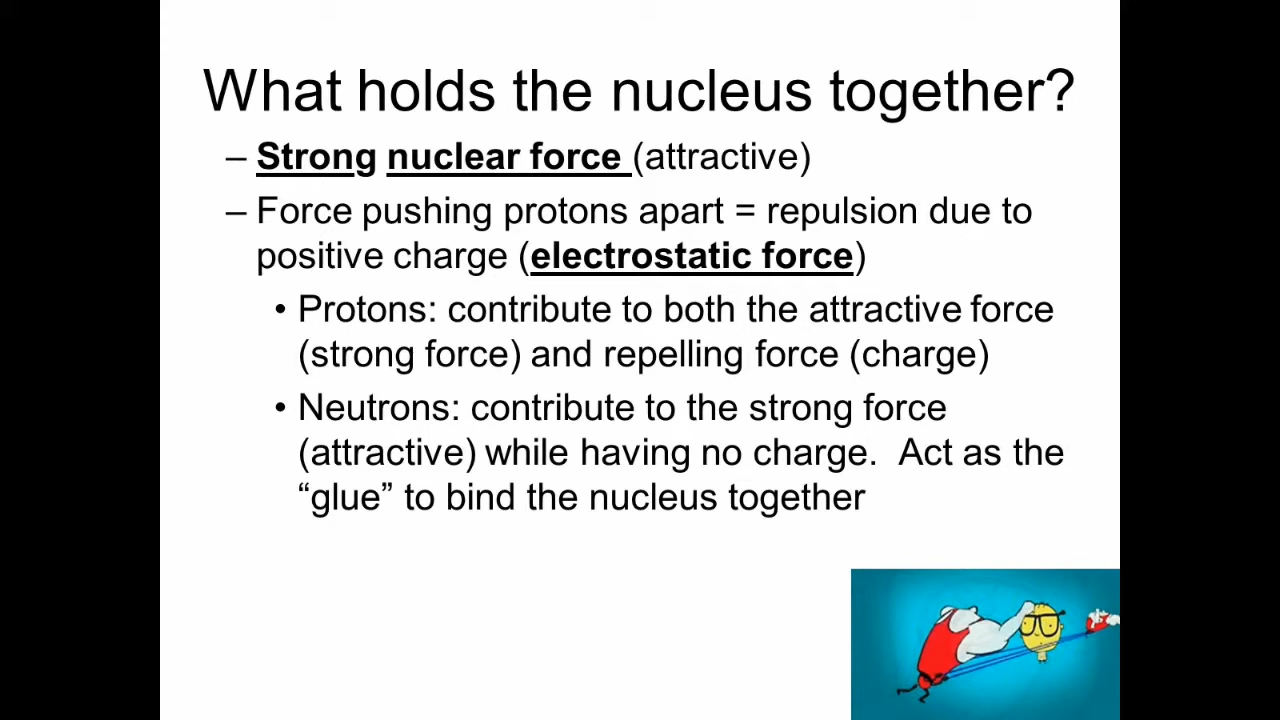 What holds the nucleus together?
– Strong nuclear force (attractive)
– Force pushing protons apart = repulsion due to
positive charge (electrostatic force)
• Protons: contribute to both the attractive force
(strong force) and repelling force (charge)
• Neutrons: contribute to the strong force
(attractive) while having no charge.  Act as the
“glue” to bind the nucleus together